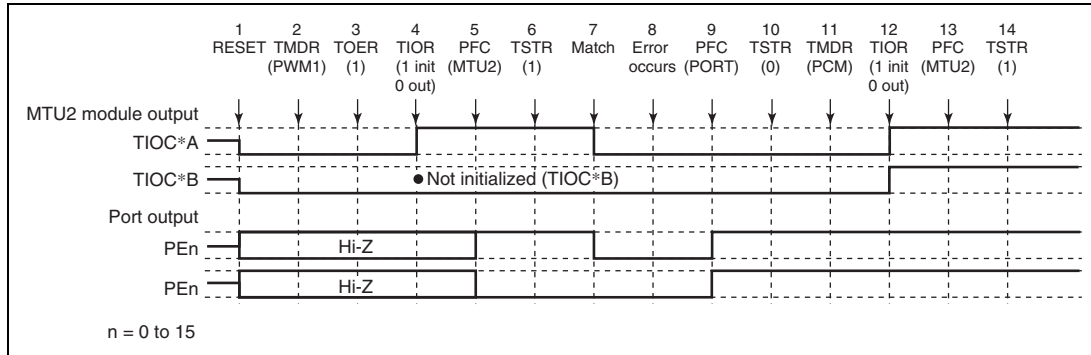 1 2 3 4 5 6 7 8 9 10 11 12 13 14
RESET TMDR TOER TIOR PFC TSTR Match Error PFC TSTR TMDR TIOR PFC TSTR
(PWM1) (1) (1 init (MTU2) (1) occurs (PORT) (0) (PCM) (1 init (MTU2) (1)
0 out) 0 out)
MTU2 module output
TIOC*A
TIOC*B
● Not initialized (TIOC*B)
Port output
PEn
Hi-Z
PEn
Hi-Z
n = 0 to 15